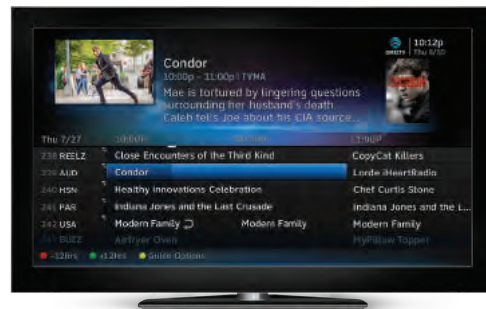 10:12p
DIRECTV Thu 8/10
Condor
10:00p - 11:00p | TVMA
Mae is tortured by lingering questions
surrounding her husband's death.
Caleb tells Joe about his CIA source...
Thu 7/27
238 REELZ Close Encounters of the Third Kind CopyCat Killers
239 AUD Condor Lorde iHeartRadio
240 HSN Healthy Innovations Celebration Chef Curtis Stone
241 PAR Indiana Jones and the Last Crusade Indiana Jones and the L...
242 USA Modern Family Modern Family Modern Family
BUZZ Airfryer Oven MyPillow Topper
-12hrs +12hrs Guide Options